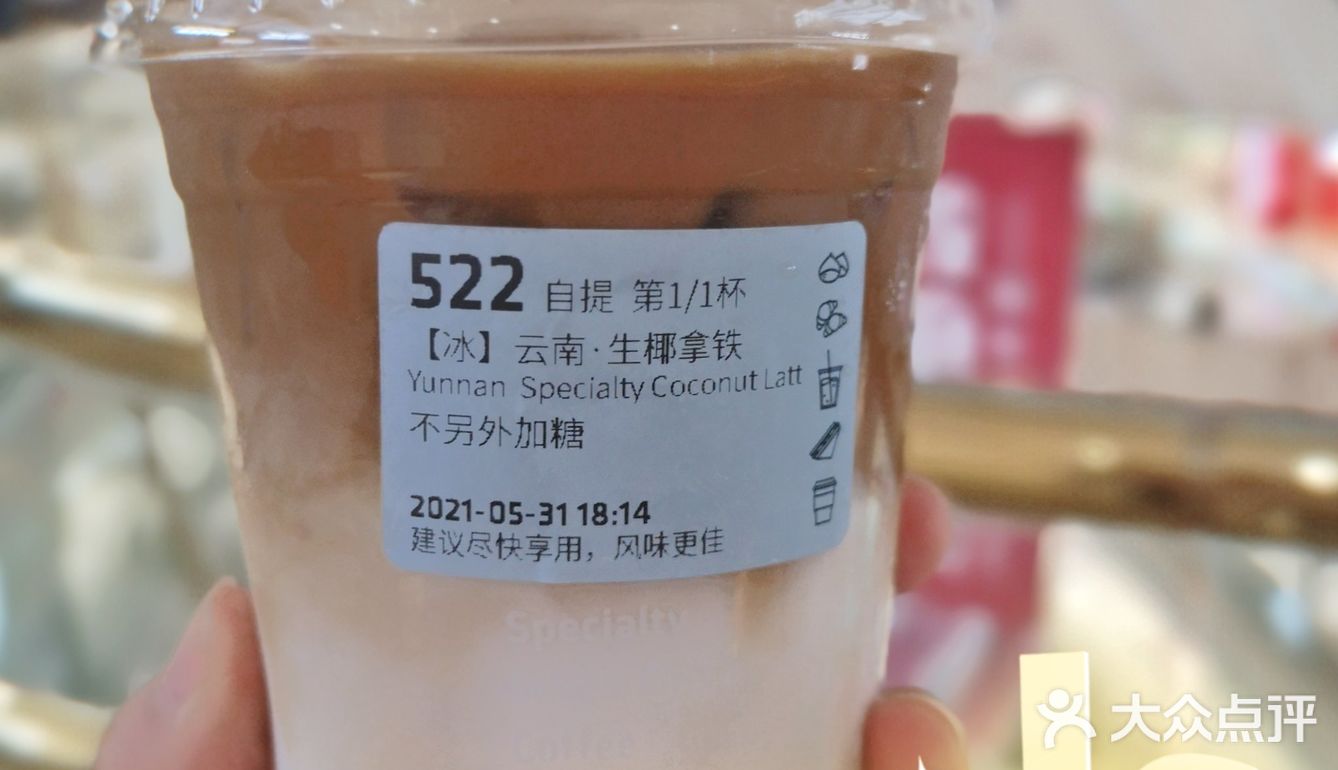 522 自提 第1/1杯
【冰】云南·生椰拿铁
Yunnan Specialty Coconut Latt
不另外加糖
2021-05-31 18:14
建议尽快享用，风味更佳
Specialty
Coffee
大众点评